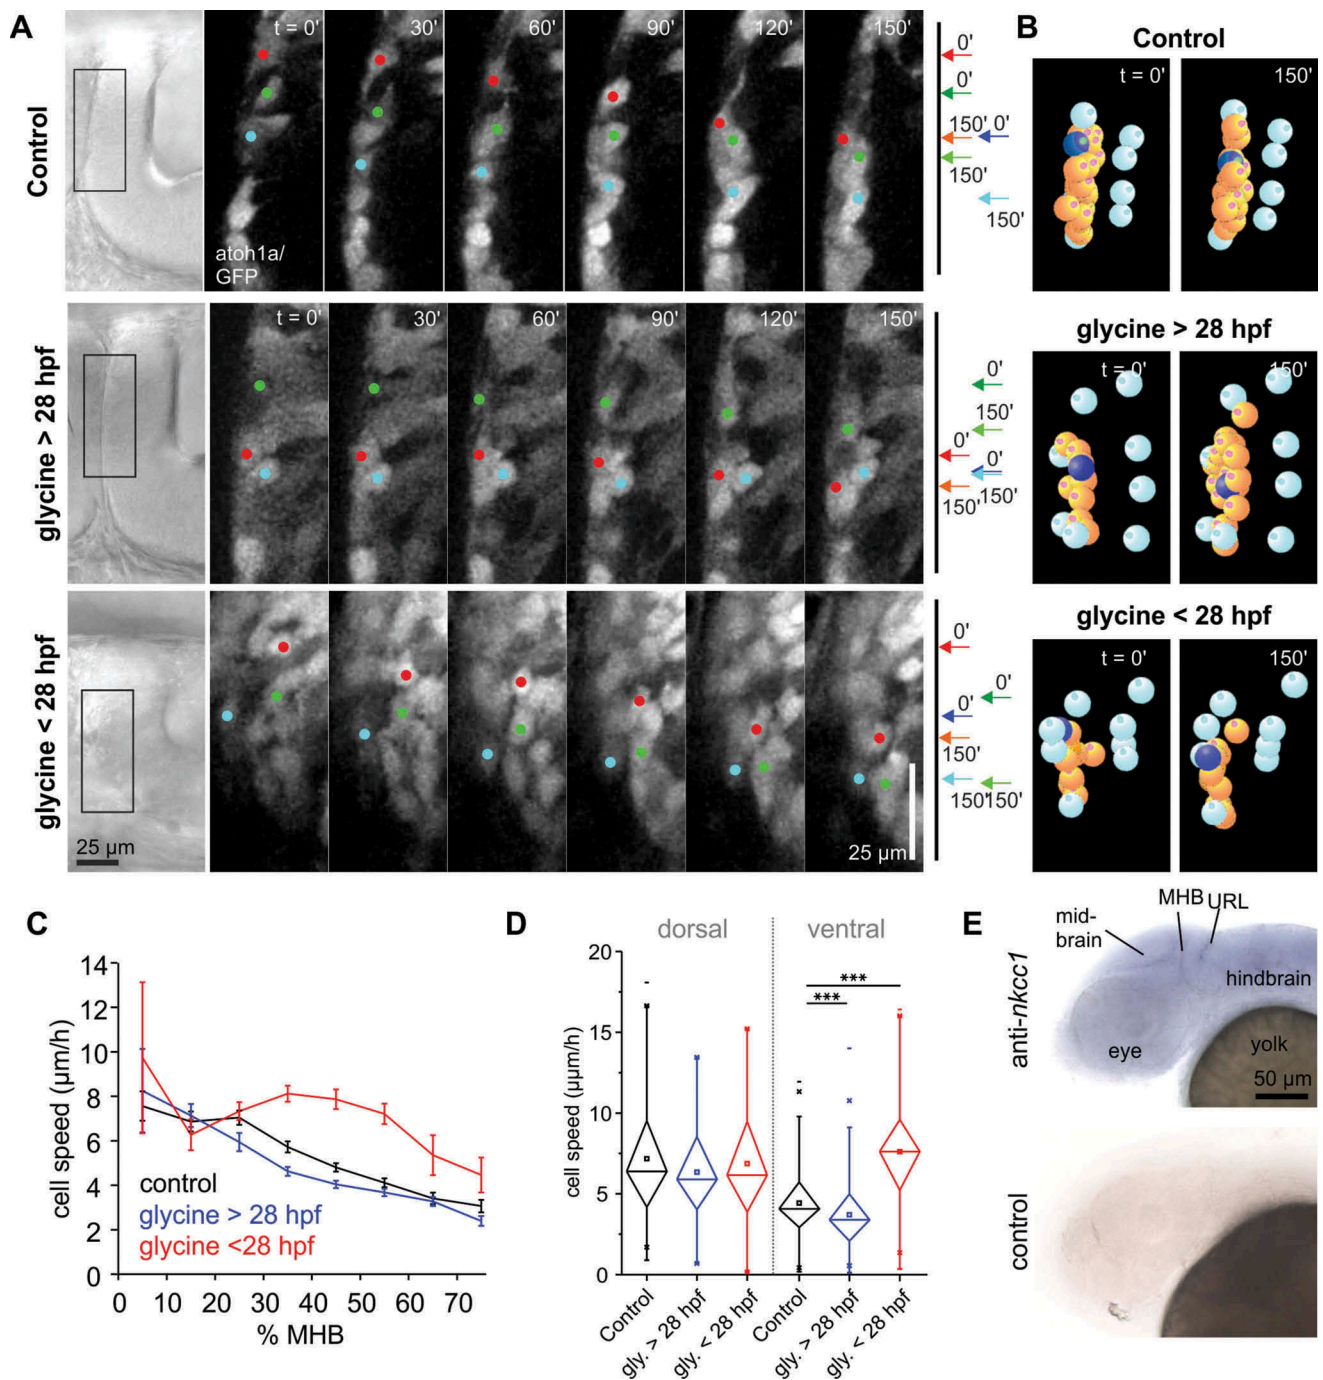 A
Control
t = 0'
30'
60'
90'
120'
150'
atoh1a/
GFP
0'
0'
150' 0'
150'
150'
B
Control
t = 0'
150'
glycine > 28 hpf
t = 0'
30'
60'
90'
120'
150'
0'
150'
0'
0'
150' 150'
glycine > 28 hpf
t = 0'
150'
glycine < 28 hpf
25 µm
25 µm
0'
0'
0'
150'
150' 150'
glycine < 28 hpf
t = 0'
150'
C
cell speed (µm/h)
14
12
10
8
6
4
2
0
control
glycine > 28 hpf
glycine <28 hpf
0 10 20 30 40 50 60 70
% MHB
D
dorsal
ventral
cell speed (µµm/h)
20
15
10
5
0
***
***
Control
gly. > 28 hpf
gly. < 28 hpf
Control
gly. > 28 hpf
gly. < 28 hpf
E
anti-nkcc1
mid-
brain
MHB
URL
hindbrain
eye
yolk
50 µm
control